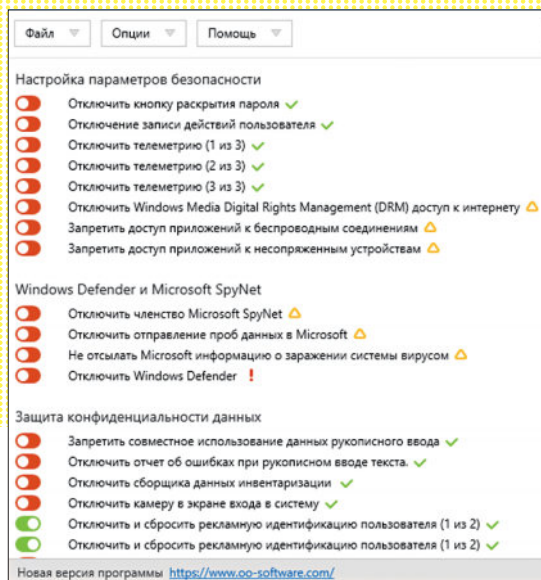 Файл
Опции
Помощь
Настройка параметров безопасности
Отключить кнопку раскрытия пароля
Отключение записи действий пользователя
Отключить телеметрию (1 из 3)
Отключить телеметрию (2 из 3)
Отключить телеметрию (3 из 3)
Отключить Windows Media Digital Rights Management (DRM) доступ к интернету
Запретить доступ приложений к беспроводным соединениям
Запретить доступ приложений к несопряженным устройствам
Windows Defender и Microsoft SpyNet
Отключить членство Microsoft SpyNet
Отключить отправление проб данных в Microsoft
Не отсылать Microsoft информацию о заражении системы вирусом
Отключить Windows Defender
Защита конфиденциальности данных
Запретить совместное использование данных рукописного ввода
Отключить отчет об ошибках при рукописном вводе текста.
Отключить сборщика данных инвентаризации
Отключить камеру в экране входа в систему
Отключить и сбросить рекламную идентификацию пользователя (1 из 2)
Отключить и сбросить рекламную идентификацию пользователя (1 из 2)
Новая версия программы https://www.oo-software.com/